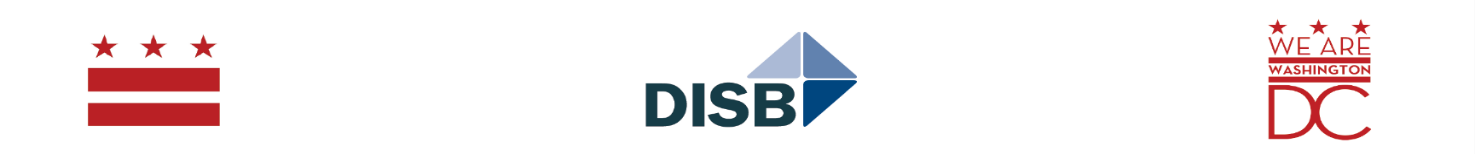 DISB
WE ARE
WASHINGTON
DC